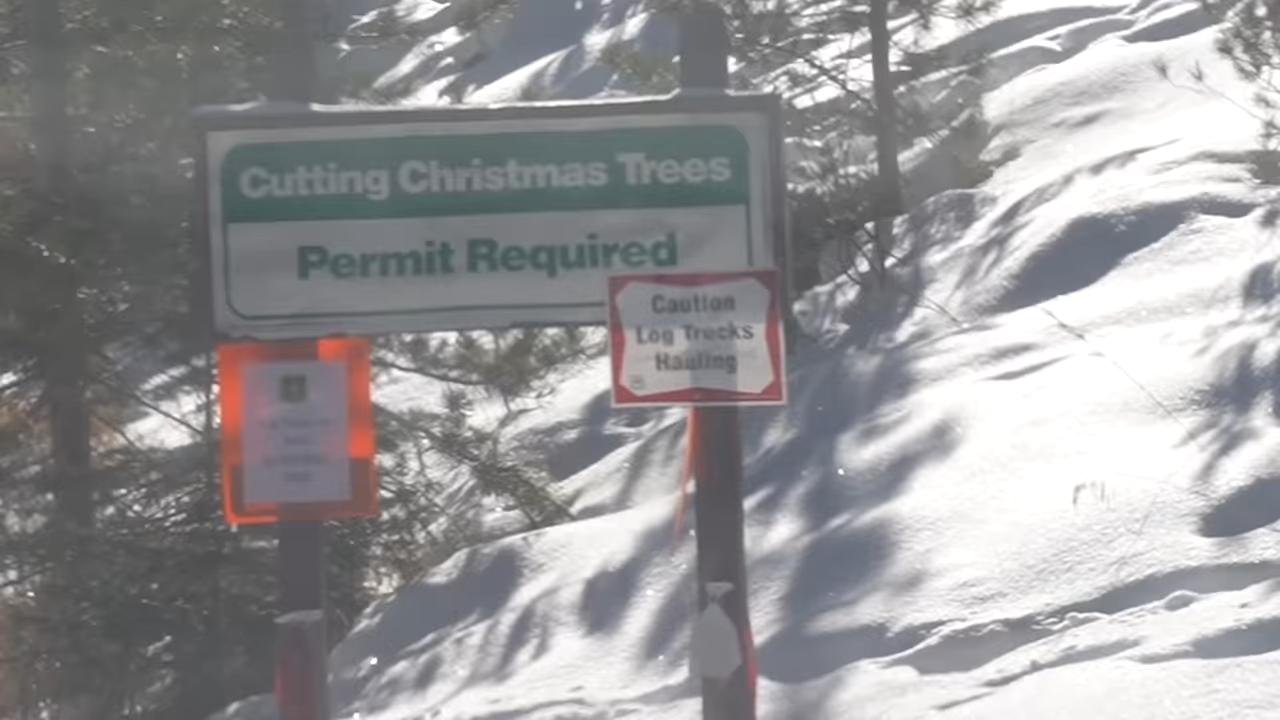 Cutting Christmas Trees
Permit Required
Caution
Log Trucks
Hauling